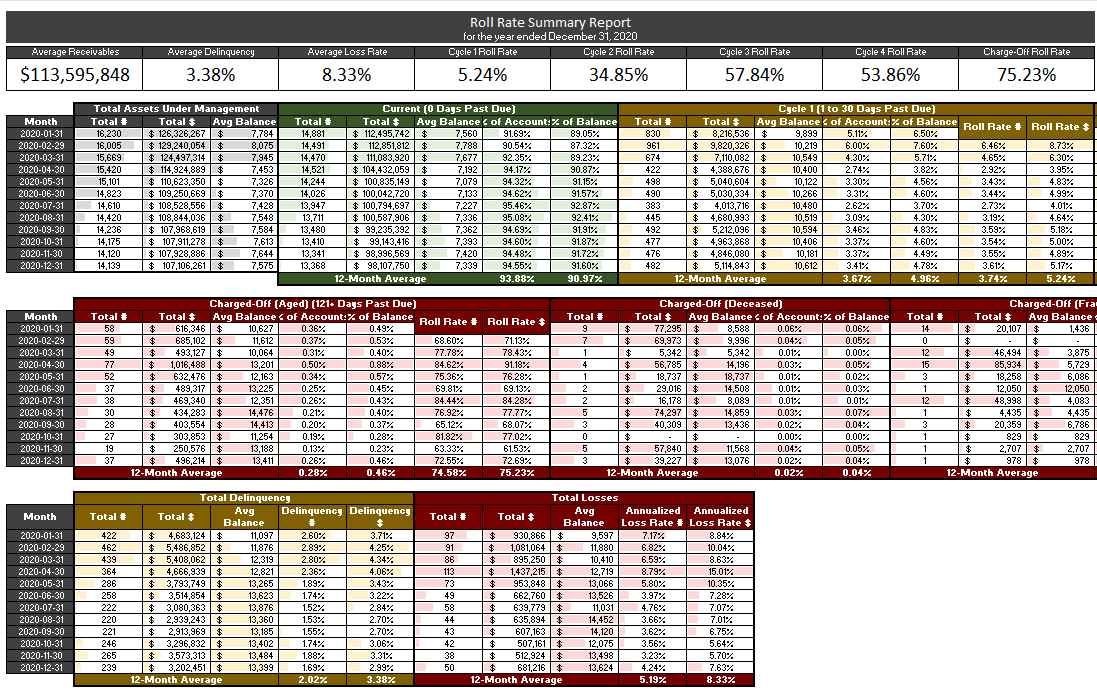 Roll Rate Summary Report
for the year ended December 31, 2020
Average Receivables Average Delinquency Average Loss Rate Cycle 1 Roll Rate Cycle 2 Roll Rate Cycle 3 Roll Rate Cycle 4 Roll Rate Charge-Off Roll Rate
$113,595,848 3.38% 8.33% 5.24% 34.85% 57.84% 53.86% 75.23%
Total Assets Under Management Current (0 Days Past Due) Cycle 1 (1 to 30 Days Past Due)
Month Total # Total $ Avg Balance Total # Total $ Avg Balance % of Account: % of Balance Total # Total $ Avg Balance % of Account: % of Balance Roll Rate # Roll Rate $
2020-01-31 16,230 $ 126,326,267 $ 7,784 14,881 $ 112,495,742 $ 7,560 91.69% 89.05% 830 $ 8,216,536 $ 9,899 5.11% 6.50%
2020-02-29 16,005 $ 129,240,054 $ 8,075 14,491 $ 112,851,812 $ 7,788 90.54% 87.32% 961 $ 9,820,326 $ 10,219 6.00% 7.60% 6.46% 8.73%
2020-03-31 15,669 $ 124,497,314 $ 7,945 14,470 $ 111,083,920 $ 7,677 92.35% 89.23% 674 $ 7,110,082 $ 10,549 4.30% 5.71% 4.65% 6.30%
2020-04-30 15,420 $ 114,924,889 $ 7,453 14,521 $ 104,432,059 $ 7,192 94.17% 90.87% 422 $ 4,388,676 $ 10,400 2.74% 3.82% 2.92% 3.95%
2020-05-31 15,101 $ 110,623,350 $ 7,326 14,244 $ 100,835,149 $ 7,079 94.32% 91.15% 498 $ 5,040,604 $ 10,122 3.30% 4.56% 3.43% 4.83%
2020-06-30 14,823 $ 109,250,669 $ 7,370 14,026 $ 100,042,720 $ 7,133 94.62% 91.57% 490 $ 5,030,334 $ 10,266 3.31% 4.60% 3.44% 4.99%
2020-07-31 14,610 $ 108,528,556 $ 7,428 13,947 $ 100,794,697 $ 7,227 95.46% 92.87% 383 $ 4,013,716 $ 10,480 2.62% 3.70% 2.73% 4.01%
2020-08-31 14,420 $ 108,844,036 $ 7,548 13,711 $ 100,587,906 $ 7,336 95.08% 92.41% 445 $ 4,680,993 $ 10,519 3.09% 4.30% 3.19% 4.64%
2020-09-30 14,236 $ 107,968,619 $ 7,584 13,480 $ 99,235,392 $ 7,362 94.69% 91.91% 492 $ 5,212,096 $ 10,594 3.46% 4.83% 3.59% 5.18%
2020-10-31 14,175 $ 107,911,278 $ 7,613 13,410 $ 99,143,416 $ 7,393 94.60% 91.87% 477 $ 4,963,868 $ 10,406 3.37% 4.60% 3.54% 5.00%
2020-11-30 14,120 $ 107,928,886 $ 7,644 13,341 $ 98,996,569 $ 7,420 94.48% 91.72% 476 $ 4,846,080 $ 10,181 3.37% 4.49% 3.55% 4.89%
2020-12-31 14,139 $ 107,106,261 $ 7,575 13,368 $ 98,107,750 $ 7,339 94.55% 91.60% 482 $ 5,114,843 $ 10,612 3.41% 4.78% 3.61% 5.17%
12-Month Average 93.88% 90.97% 12-Month Average 3.67% 4.96% 3.74% 5.24%
Charged-Off (Aged) (121+ Days Past Due) Charged-Off (Deceased) Charged-Off (Fra
Month Total # Total $ Avg Balance % of Account: % of Balance Roll Rate # Roll Rate $ Total # Total $ Avg Balance % of Account: % of Balance Total # Total $ Avg Balance
2020-01-31 58 $ 616,346 $ 10,627 0.36% 0.49% 9 $ 77,295 $ 8,588 0.06% 0.06% 14 $ 20,107 $ 1,436
2020-02-29 59 $ 685,102 $ 11,612 0.37% 0.53% 68.60% 71.13% 7 $ 69,973 $ 9,996 0.04% 0.05% 0 $ - $ -
2020-03-31 49 $ 493,127 $ 10,064 0.31% 0.40% 77.78% 78.43% 1 $ 5,342 $ 5,342 0.01% 0.00% 12 $ 46,494 $ 3,875
2020-04-30 77 $ 1,016,488 $ 13,201 0.50% 0.88% 84.62% 91.18% 4 $ 56,785 $ 14,196 0.03% 0.05% 15 $ 85,934 $ 5,729
2020-05-31 52 $ 632,476 $ 12,163 0.34% 0.57% 75.36% 76.28% 1 $ 18,737 $ 18,737 0.01% 0.02% 3 $ 18,258 $ 6,086
2020-06-30 37 $ 489,317 $ 13,225 0.25% 0.45% 69.81% 69.13% 2 $ 29,016 $ 14,508 0.01% 0.03% 1 $ 12,050 $ 12,050
2020-07-31 38 $ 469,340 $ 12,351 0.26% 0.43% 84.44% 84.28% 2 $ 16,178 $ 8,089 0.01% 0.01% 12 $ 48,998 $ 4,083
2020-08-31 30 $ 434,283 $ 14,476 0.21% 0.40% 76.92% 77.77% 5 $ 74,297 $ 14,859 0.03% 0.07% 1 $ 4,435 $ 4,435
2020-09-30 28 $ 403,554 $ 14,413 0.20% 0.37% 65.12% 68.07% 3 $ 40,309 $ 13,436 0.02% 0.04% 3 $ 20,359 $ 6,786
2020-10-31 27 $ 303,853 $ 11,254 0.19% 0.28% 81.82% 77.02% 0 $ - $ - 0.00% 0.00% 1 $ 829 $ 829
2020-11-30 19 $ 250,576 $ 13,188 0.13% 0.23% 63.33% 61.53% 5 $ 57,840 $ 11,568 0.04% 0.05% 1 $ 2,707 $ 2,707
2020-12-31 37 $ 496,214 $ 13,411 0.26% 0.46% 72.55% 72.69% 3 $ 39,227 $ 13,076 0.02% 0.04% 1 $ 978 $ 978
12-Month Average 0.28% 0.46% 74.58% 75.23% 12-Month Average 0.02% 0.04% 12-Month Average
Total Delinquency Total Losses
Month Total # Total $ Avg Balance Delinquency # Delinquency $ Total # Total $ Avg Balance Annualized Loss Rate # Annualized Loss Rate $
2020-01-31 422 $ 4,683,124 $ 11,097 2.60% 3.71% 97 $ 930,866 $ 9,597 7.17% 8.84%
2020-02-29 462 $ 5,486,852 $ 11,876 2.89% 4.25% 91 $ 1,081,064 $ 11,880 6.82% 10.04%
2020-03-31 439 $ 5,408,062 $ 12,319 2.80% 4.34% 86 $ 895,250 $ 10,410 6.59% 8.63%
2020-04-30 364 $ 4,666,939 $ 12,821 2.36% 4.06% 113 $ 1,437,215 $ 12,719 8.79% 15.01%
2020-05-31 286 $ 3,793,749 $ 13,265 1.89% 3.43% 73 $ 953,848 $ 13,066 5.80% 10.35%
2020-06-30 258 $ 3,514,854 $ 13,623 1.74% 3.22% 49 $ 662,760 $ 13,526 3.97% 7.28%
2020-07-31 222 $ 3,080,363 $ 13,876 1.52% 2.84% 58 $ 639,779 $ 11,031 4.76% 7.07%
2020-08-31 220 $ 2,939,243 $ 13,360 1.53% 2.70% 44 $ 635,894 $ 14,452 3.66% 7.01%
2020-09-30 221 $ 2,913,969 $ 13,185 1.55% 2.70% 43 $ 607,163 $ 14,120 3.62% 6.75%
2020-10-31 246 $ 3,296,832 $ 13,402 1.74% 3.06% 42 $ 507,161 $ 12,075 3.56% 5.64%
2020-11-30 265 $ 3,573,313 $ 13,484 1.88% 3.31% 38 $ 512,924 $ 13,498 3.23% 5.70%
2020-12-31 239 $ 3,202,451 $ 13,399 1.69% 2.99% 50 $ 681,216 $ 13,624 4.24% 7.63%
12-Month Average 2.02% 3.38% 12-Month Average 5.19% 8.33%